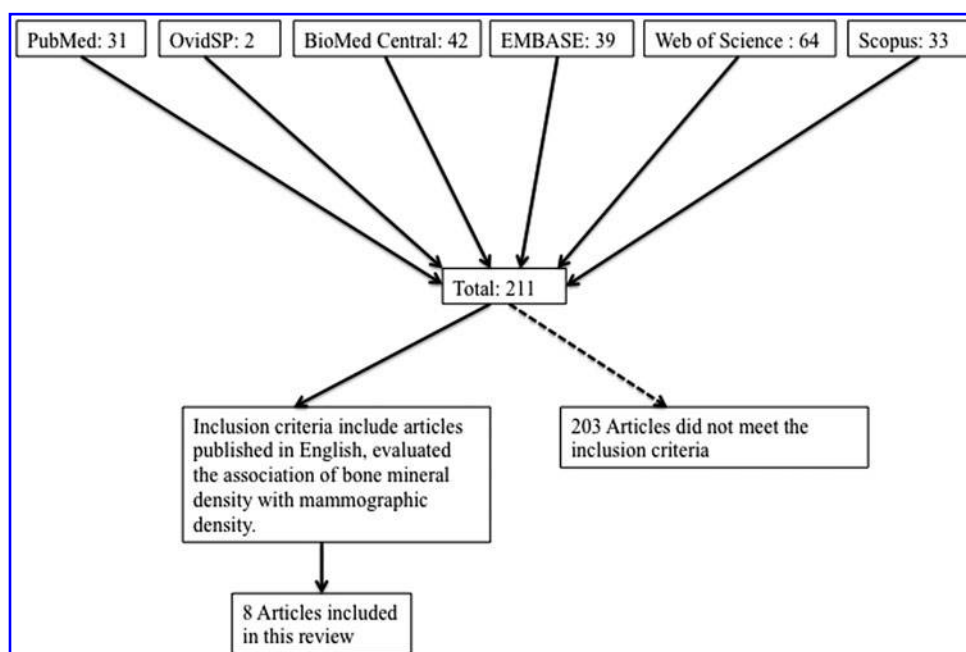 PubMed: 31
OvidSP: 2
BioMed Central: 42
EMBASE: 39
Web of Science : 64
Scopus: 33
Total: 211
Inclusion criteria include articles
published in English, evaluated
the association of bone mineral
density with mammographic
density.
203 Articles did not meet the
inclusion criteria
8 Articles included
in this review